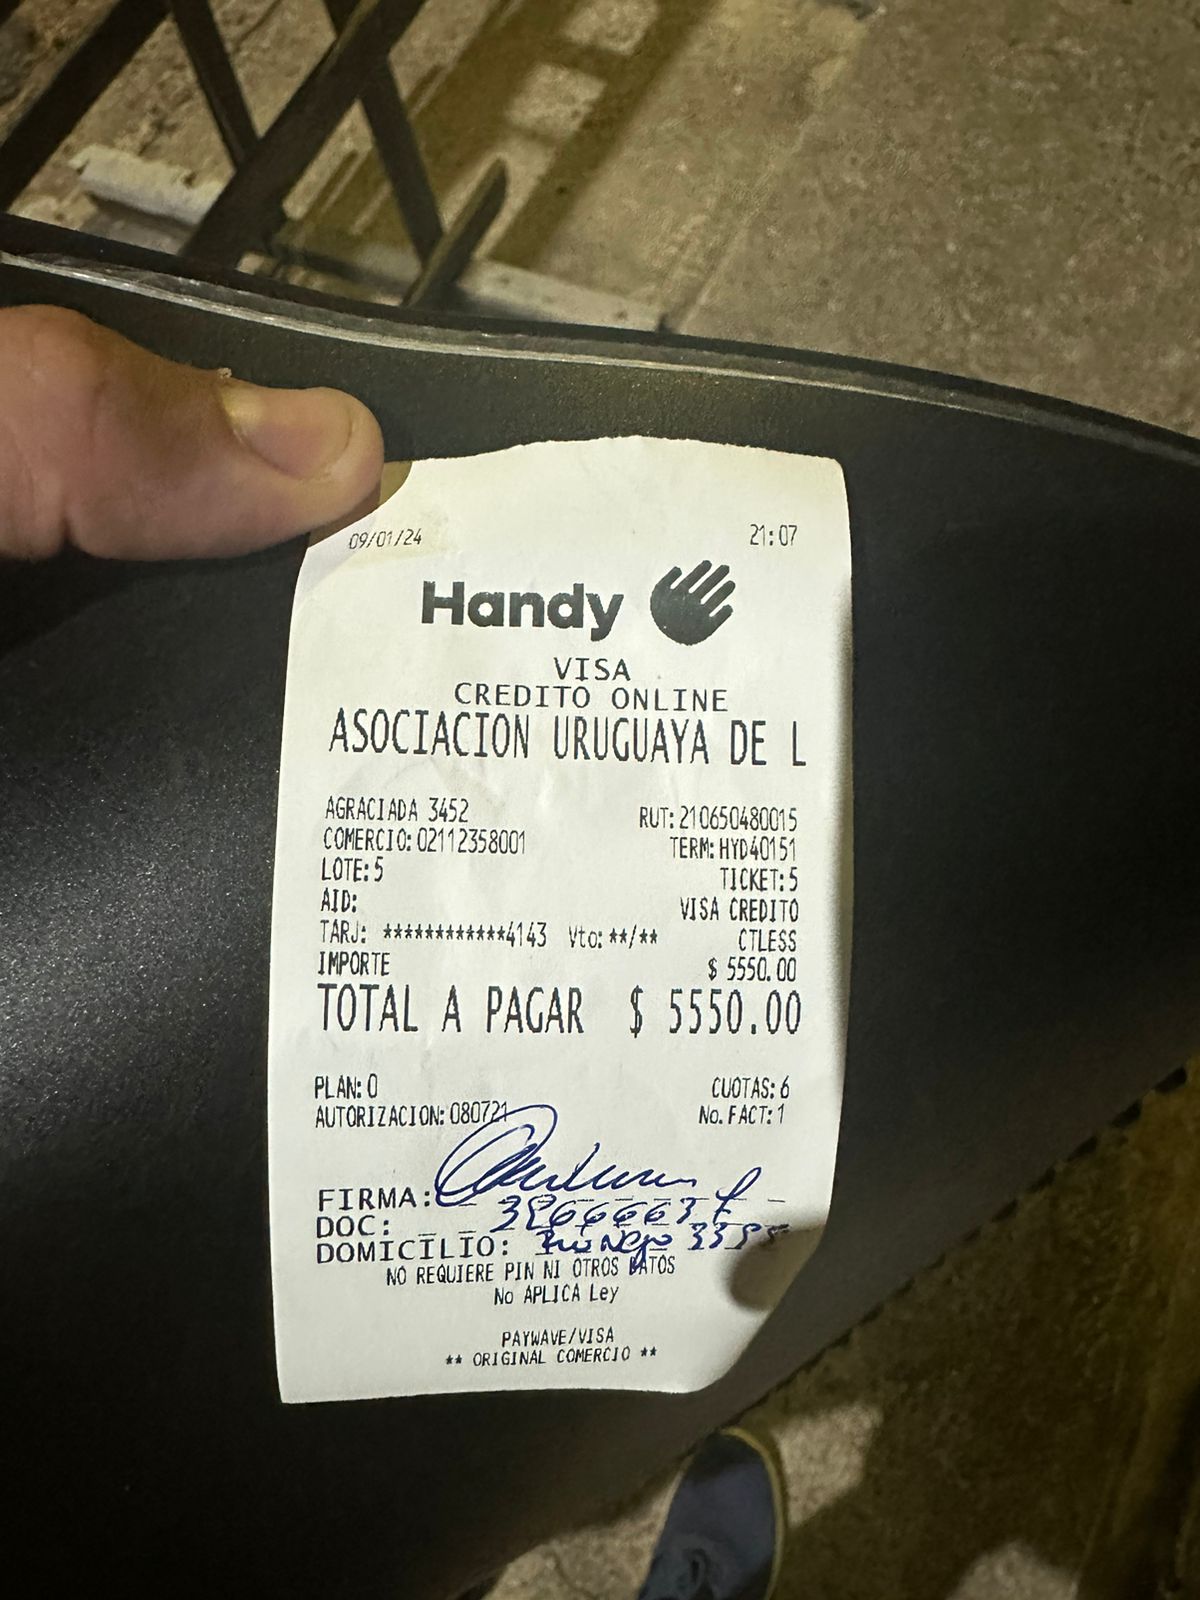 09/01/24 21:07
Handy
VISA
CREDITO ONLINE
ASOCIACION URUGUAYA DE L
AGRACIADA 3452 RUT: 210650480015
COMERCIO: 02112358001 TERM: HYD40151
LOTE: 5 TICKET: 5
AID: VISA CREDITO
TARJ: ************4143 Vto: **/** CTLESS
IMPORTE $ 5550.00
TOTAL A PAGAR $ 5550.00
PLAN: 0 CUOTAS: 6
AUTORIZACION: 080721 No. FACT: 1
FIRMA:
DOC:
DOMICILIO:
NO REQUIERE PIN NI OTROS DATOS
No APLICA Ley
PAYWAVE/VISA
** ORIGINAL COMERCIO **